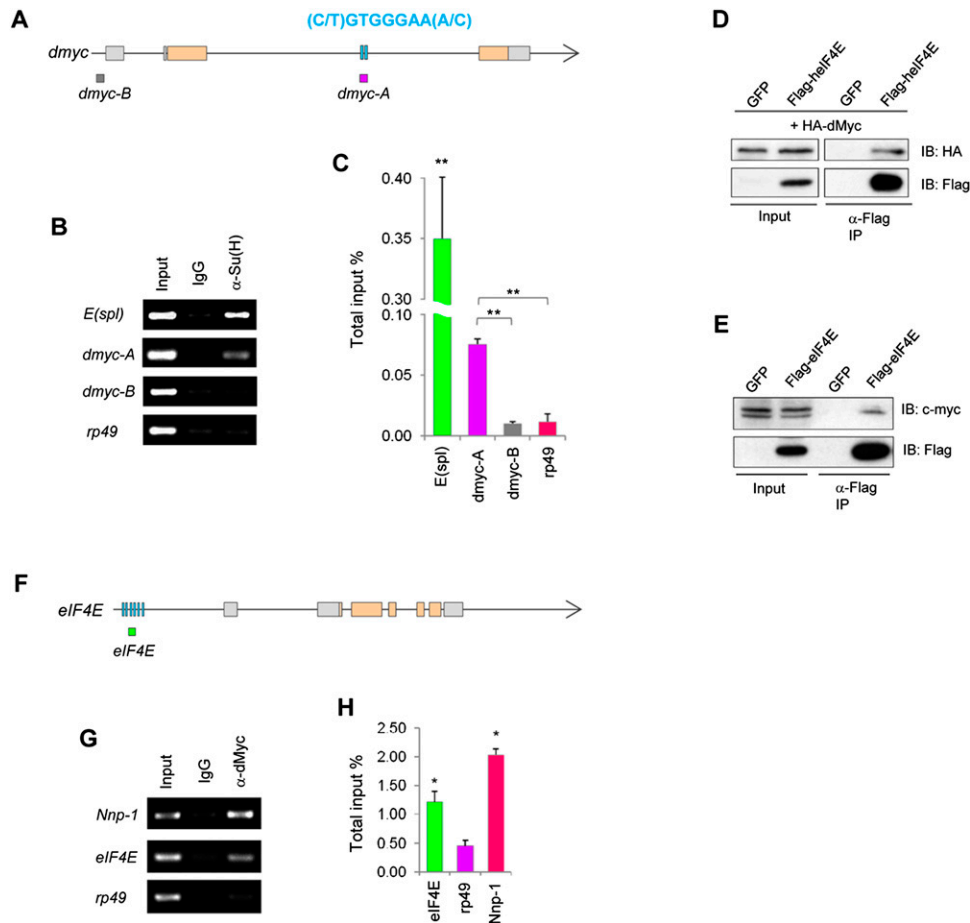 A
(C/T)GTGGGAA(A/C)
dmyc
dmyc-B
dmyc-A
B
Input
IgG
α-Su(H)
E(spl)
dmyc-A
dmyc-B
rp49
C
Total input %
0.40
0.35
0.30
0.10
0.05
0.00
**
**
**
E(spl)
dmyc-A
dmyc-B
rp49
D
GFP
Flag-heIF4E
GFP
Flag-heIF4E
+ HA-dMyc
IB: HA
IB: Flag
Input
α-Flag
IP
E
GFP
Flag-eIF4E
GFP
Flag-eIF4E
IB: c-myc
IB: Flag
Input
α-Flag
IP
F
eIF4E
eIF4E
G
Input
IgG
α-dMyc
Nnp-1
eIF4E
rp49
H
Total input %
2.50
2.00
1.50
1.00
0.50
0.00
*
*
eIF4E
rp49
Nnp-1